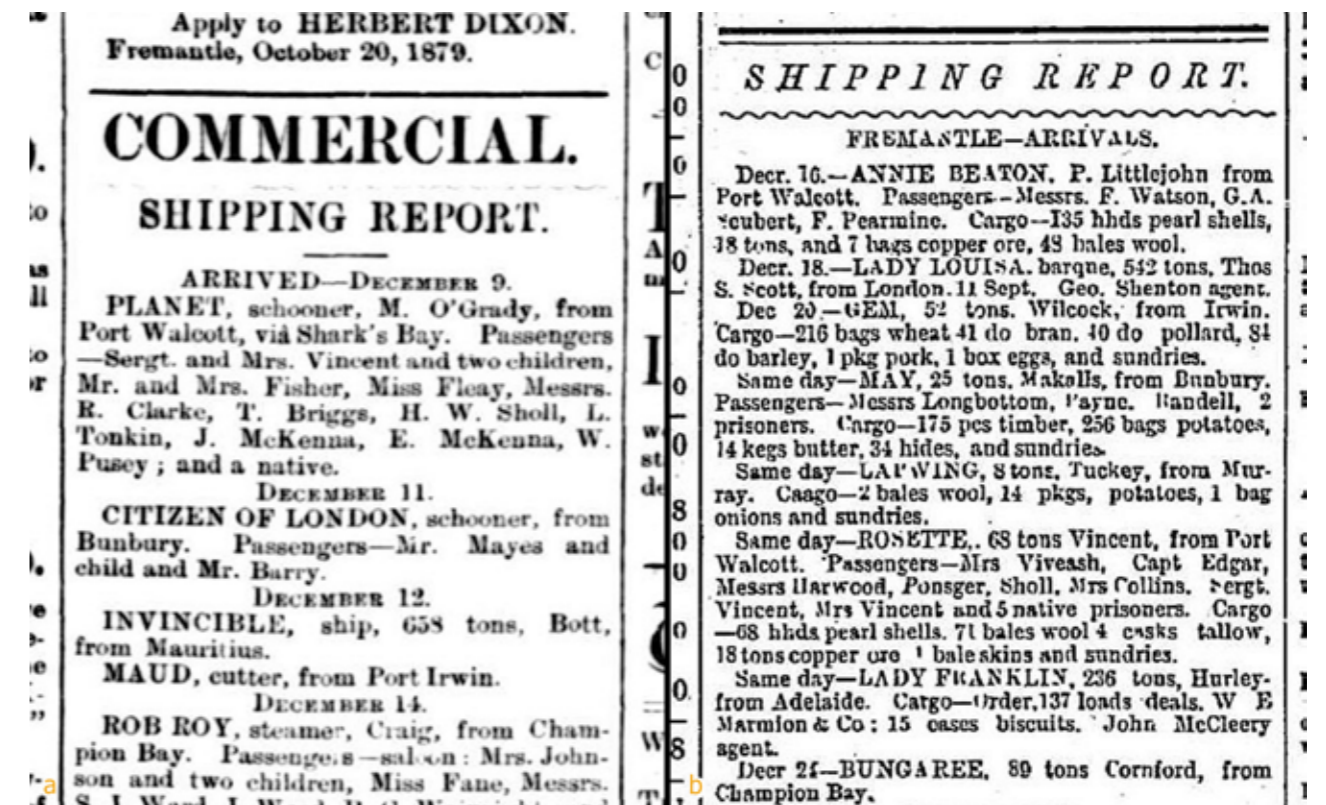 Apply to HERBERT DIXON.
Fremantle, October 20, 1879.
COMMERCIAL.
SHIPPING REPORT.
ARRIVED—DECEMBER 9.
PLANET, schooner, M. O'Grady, from
Port Walcott, viâ Shark's Bay. Passengers
—Sergt. and Mrs. Vincent and two children,
Mr. and Mrs. Fisher, Miss Fleay, Messrs.
R. Clarke, T. Briggs, H. W. Sholl, L.
Tonkin, J. McKenna, E. McKenna, W.
Pusey ; and a native.
DECEMBER 11.
CITIZEN OF LONDON, schooner, from
Bunbury. Passengers—Mr. Mayes and
child and Mr. Barry.
DECEMBER 12.
INVINCIBLE, ship, 658 tons, Bott,
from Mauritius.
MAUD, cutter, from Port Irwin.
DECEMBER 14.
ROB ROY, steamer, Craig, from Cham-
pion Bay. Passengers—saloon: Mrs. John-
son and two children, Miss Fane, Messrs.
a
SHIPPING REPORT.
FREMANTLE—ARRIVALS.
Decr. 16.—ANNIE BEATON, P. Littlejohn from
Port Walcott. Passengers—Messrs. F. Watson, G.A.
F. Pearmine. Cargo—135 hhds pearl shells,
18 tons, and 7 bags copper ore, 48 bales wool.
Decr. 18.—LADY LOUISA. barqne, 542 tons, Thos
S. Scott, from London. 11 Sept. Geo. Shenton agent.
Dec 20—GEM, 52 tons. Wilcock, from Irwin.
Cargo—216 bags wheat 41 do bran. 40 do pollard, 84
do barley, 1 pkg pork, 1 box eggs, and sundries.
Same day—MAY, 25 tons. Makalls, from Bunbury.
Passengers—Messrs Longbottom, Payne. Randell, 2
prisoners. Cargo—175 pcs timber, 256 bags potatoes,
14 kegs butter, 34 hides, and sundries.
Same day—LAPWING, 8 tons, Tuckey, from Mur-
ray. Caago—2 bales wool, 14 pkgs, potatoes, 1 bag
onions and sundries.
Same day—ROSETTE,. 68 tons Vincent, from Port
Walcott. Passengers—Mrs Viveash, Capt Edgar,
Messrs Harwood, Ponsger, Sholl, Mrs Collins. Sergt.
Vincent, Mrs Vincent and 5 native prisoners. Cargo
—68 hhds pearl shells. 71 bales wool 4 casks tallow,
18 tons copper ore 1 bale skins and sundries.
Same day—LADY FRANKLIN, 236 tons, Hurley-
from Adelaide. Cargo—Order, 137 loads deals. W E
Marmion & Co: 15 cases biscuits. John McCleery
agent.
Decr 21—BUNGAREE, 89 tons Cornford, from
Champion Bay.
b